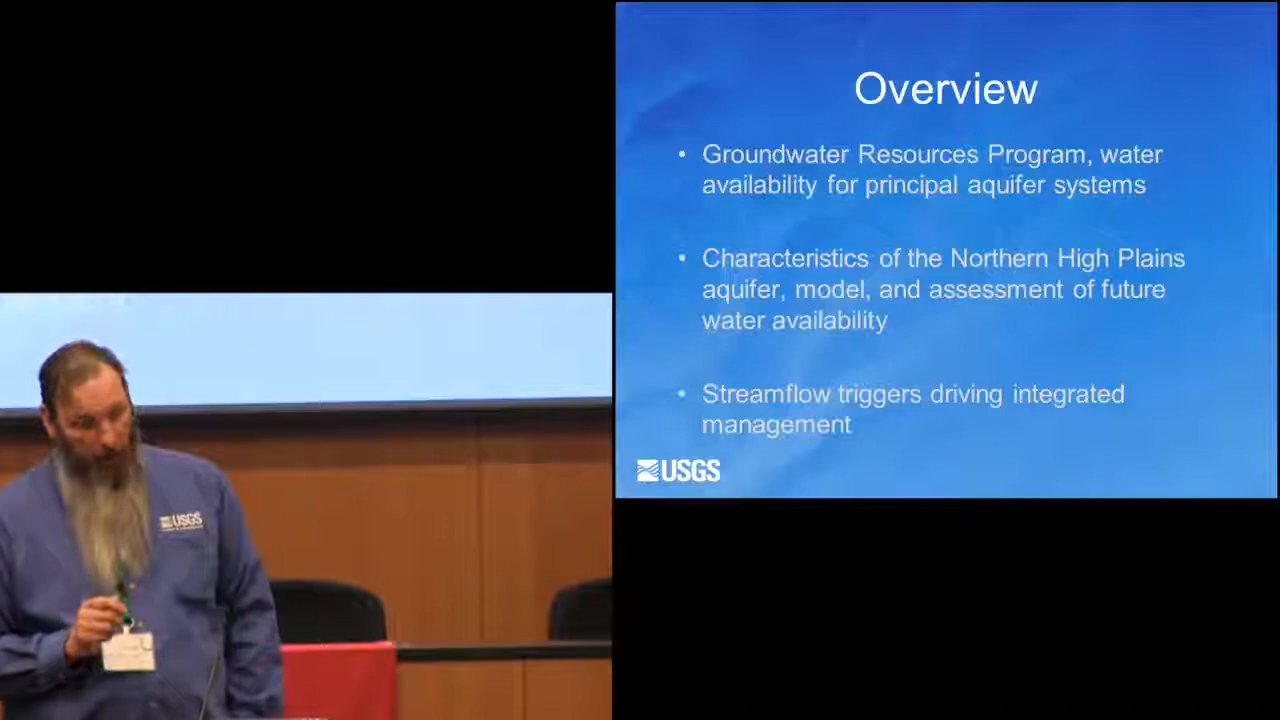 Overview
• Groundwater Resources Program, water
availability for principal aquifer systems
• Characteristics of the Northern High Plains
aquifer, model, and assessment of future
water availability
• Streamflow triggers driving integrated
management
USGS
USGS